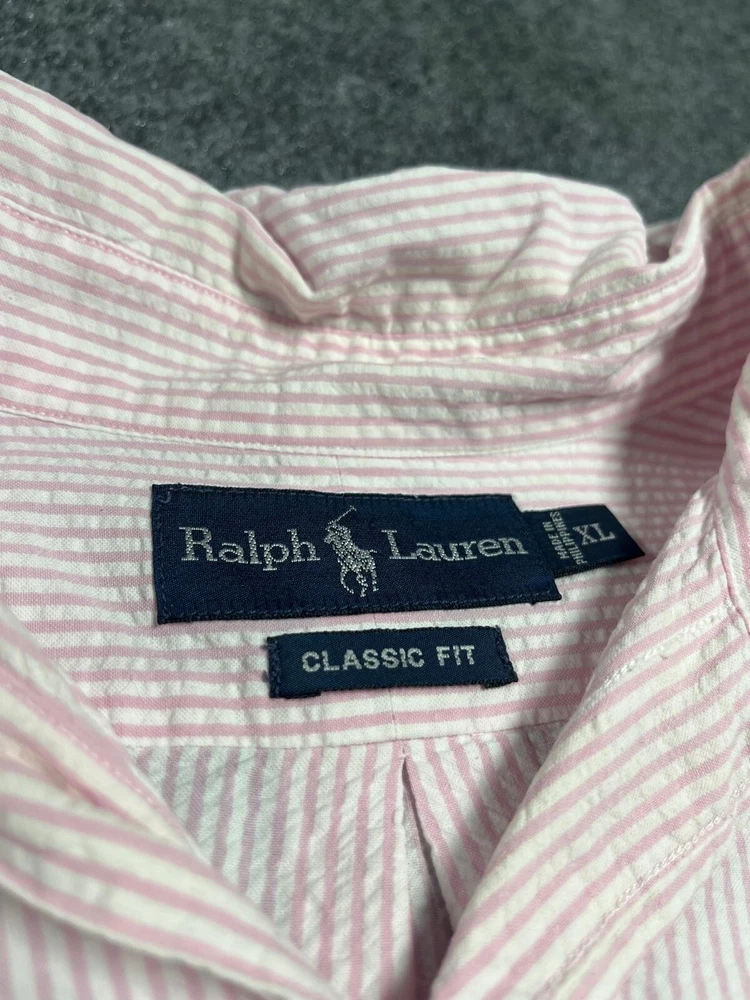 Ralph Lauren
XL
MADE IN
PHILIPPINES
CLASSIC FIT